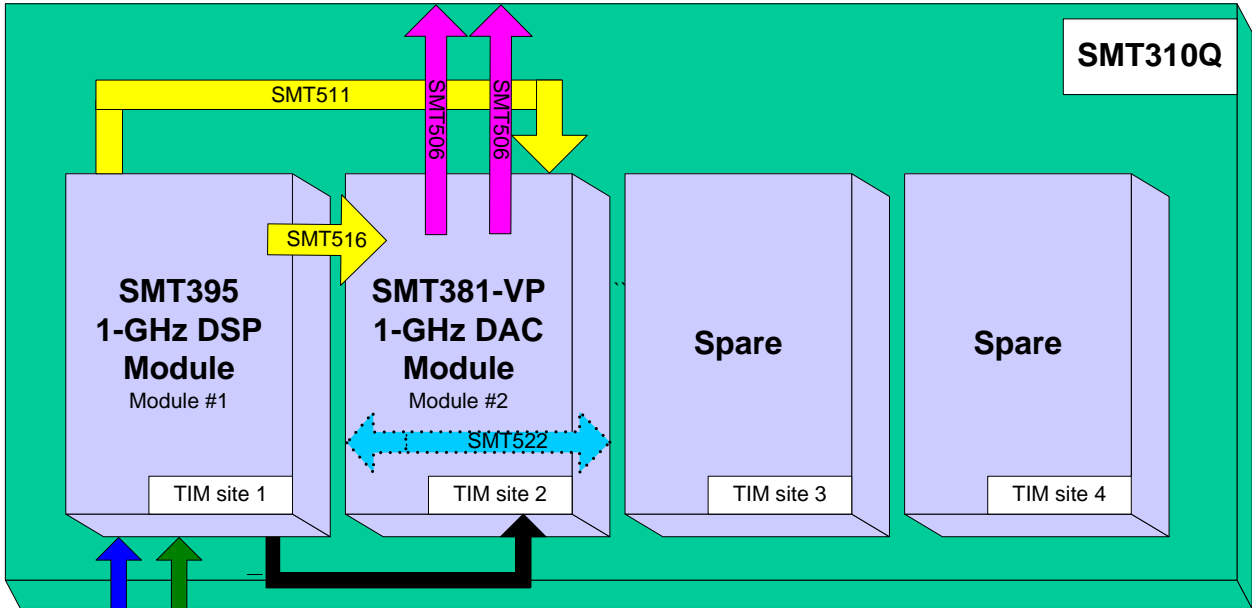 SMT310Q
SMT511
SMT506
SMT506
SMT516
SMT395
1-GHz DSP
Module
Module #1
TIM site 1
SMT381-VP
1-GHz DAC
Module
Module #2
SMT522
TIM site 2
Spare
TIM site 3
Spare
TIM site 4